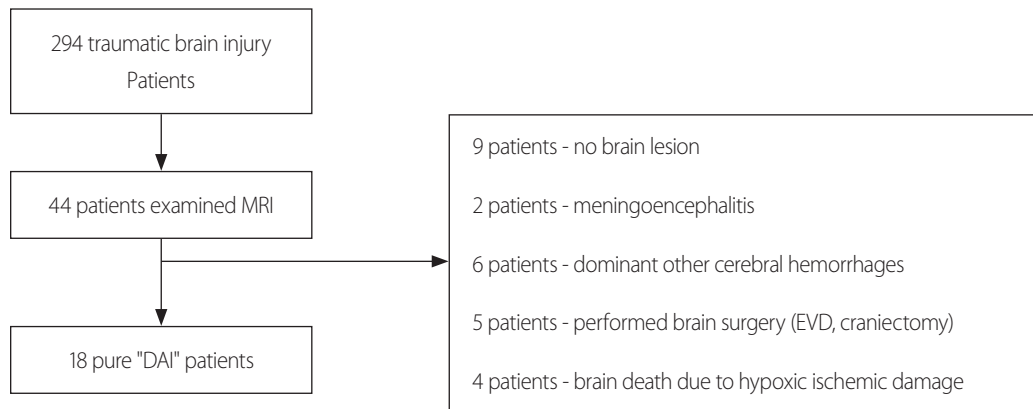 294 traumatic brain injury
Patients
44 patients examined MRI
9 patients - no brain lesion
2 patients - meningoencephalitis
6 patients - dominant other cerebral hemorrhages
5 patients - performed brain surgery (EVD, craniectomy)
4 patients - brain death due to hypoxic ischemic damage
18 pure "DAI" patients